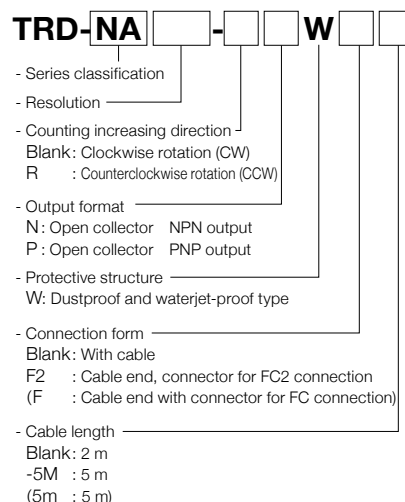 TRD-NA - W
- Series classification
- Resolution
- Counting increasing direction
Blank: Clockwise rotation (CW)
R : Counterclockwise rotation (CCW)
- Output format
N: Open collector NPN output
P: Open collector PNP output
- Protective structure
W: Dustproof and waterjet-proof type
- Connection form
Blank: With cable
F2 : Cable end, connector for FC2 connection
(F : Cable end with connector for FC connection)
- Cable length
Blank: 2 m
-5M : 5 m
(5m : 5 m)